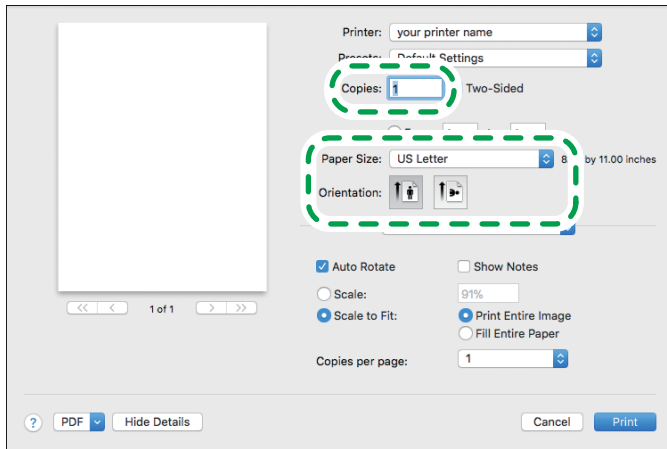 Printer: your printer name
Presets: Default Settings
Copies: 1 Two-Sided
Paper Size: US Letter 8 by 11.00 inches
Orientation:
Auto Rotate Show Notes
Scale: 91%
Scale to Fit: Print Entire Image
Fill Entire Paper
Copies per page: 1
<< < 1 of 1 > >>
? PDF Hide Details Cancel Print